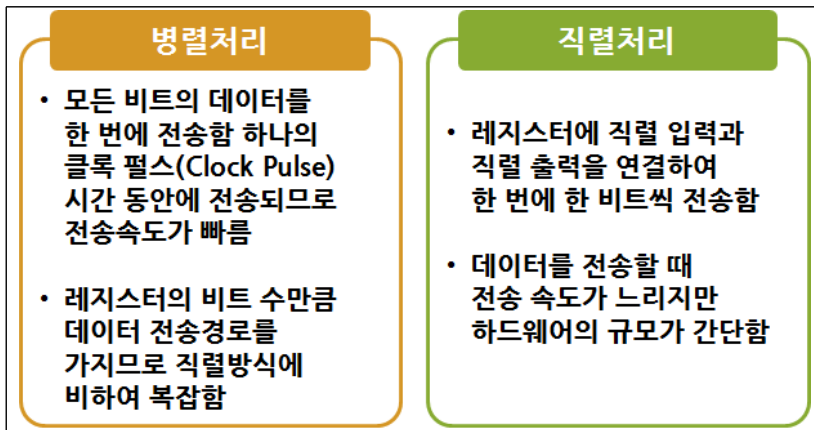 병렬처리
• 모든 비트의 데이터를
한 번에 전송함 하나의
클록 펄스(Clock Pulse)
시간 동안에 전송되므로
전송속도가 빠름
• 레지스터의 비트 수만큼
데이터 전송경로를
가지므로 직렬방식에
비하여 복잡함
직렬처리
• 레지스터에 직렬 입력과
직렬 출력을 연결하여
한 번에 한 비트씩 전송함
• 데이터를 전송할 때
전송 속도가 느리지만
하드웨어의 규모가 간단함